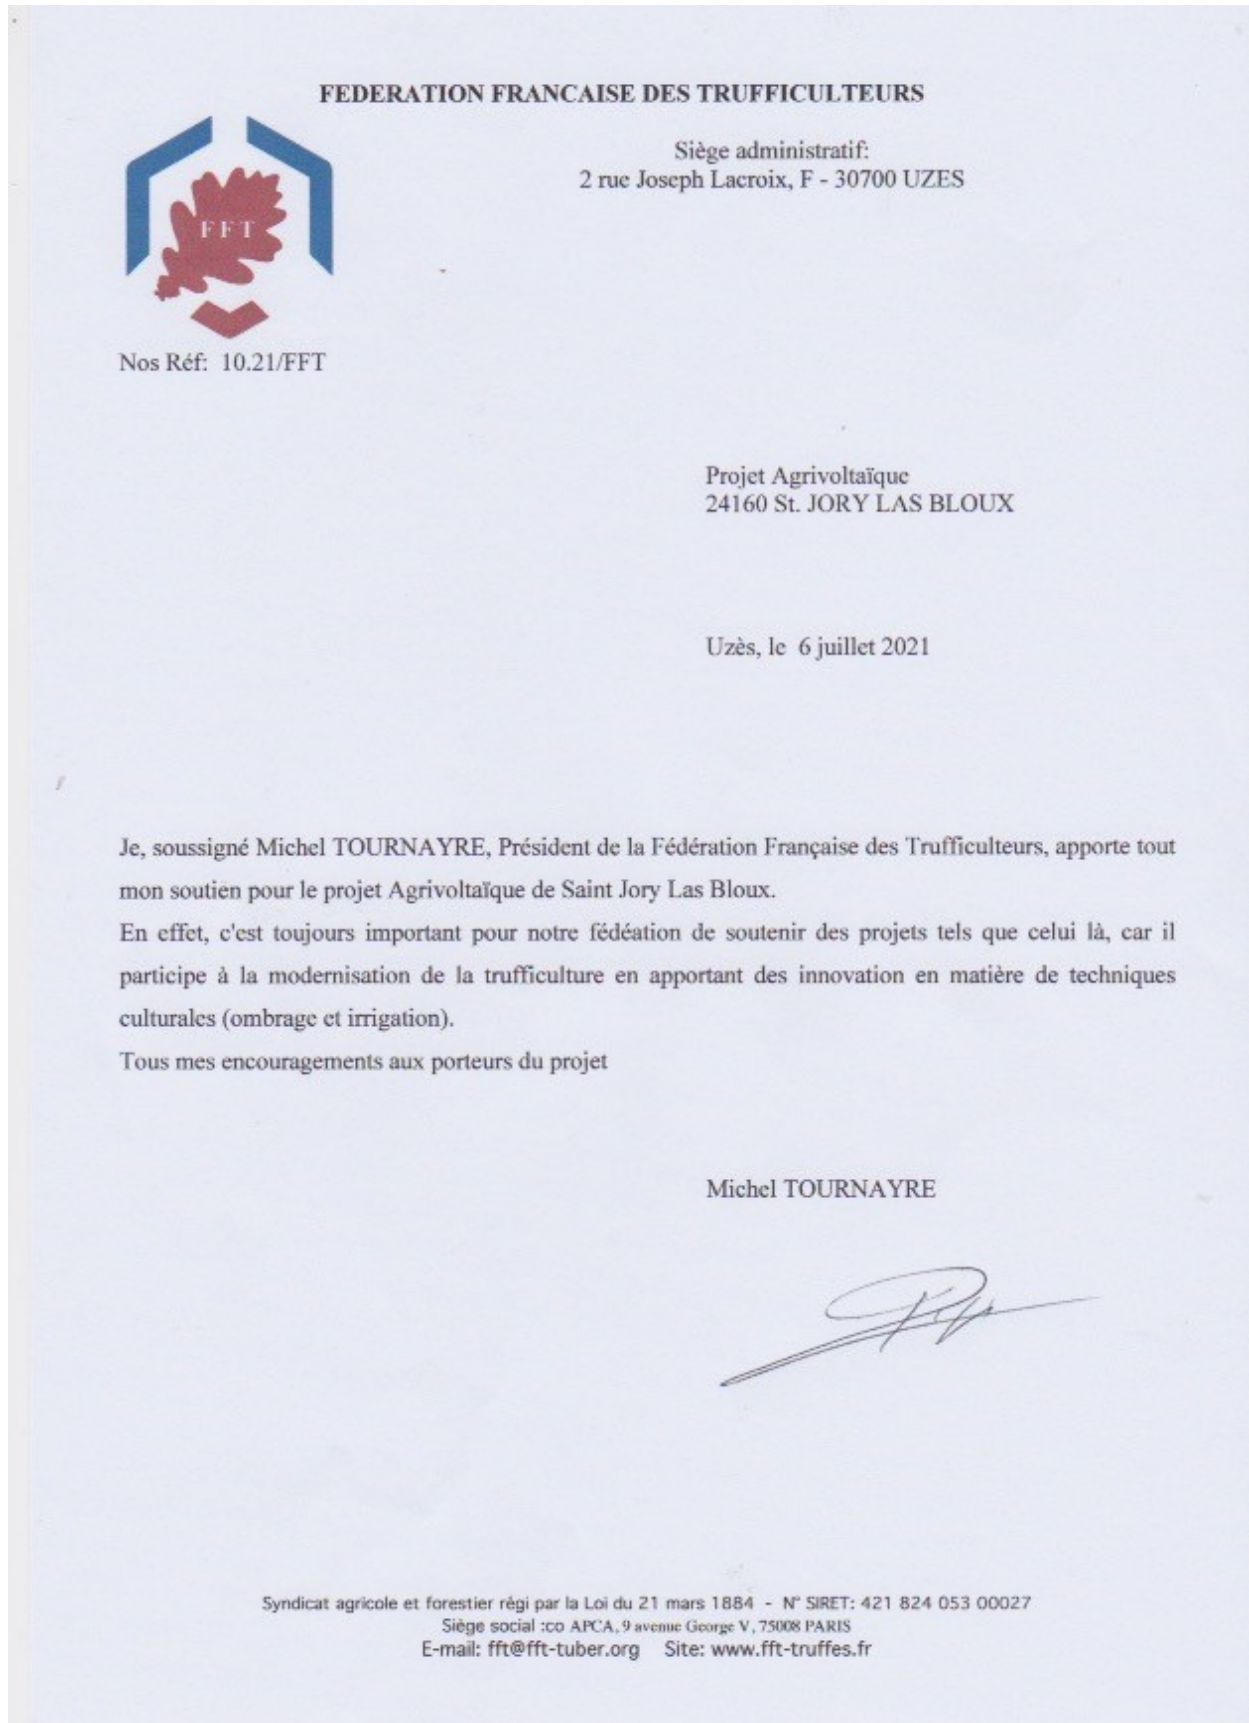 FEDERATION FRANCAISE DES TRUFFICULTEURS
Siège administratif:
2 rue Joseph Lacroix, F - 30700 UZES
FFT
Nos Réf: 10.21/FFT
Projet Agrivoltaïque
24160 St. JORY LAS BLOUX
Uzès, le 6 juillet 2021
Je, soussigné Michel TOURNAYRE, Président de la Fédération Française des Trufficulteurs, apporte tout
mon soutien pour le projet Agrivoltaïque de Saint Jory Las Bloux.
En effet, c'est toujours important pour notre fédéation de soutenir des projets tels que celui là, car il
participe à la modernisation de la trufficulture en apportant des innovation en matière de techniques
culturales (ombrage et irrigation).
Tous mes encouragements aux porteurs du projet
Michel TOURNAYRE
Syndicat agricole et forestier régi par la Loi du 21 mars 1884 - N° SIRET: 421 824 053 00027
Siège social :co APCA, 9 avenue George V, 75008 PARIS
E-mail: fft@fft-tuber.org Site: www.fft-truffes.fr